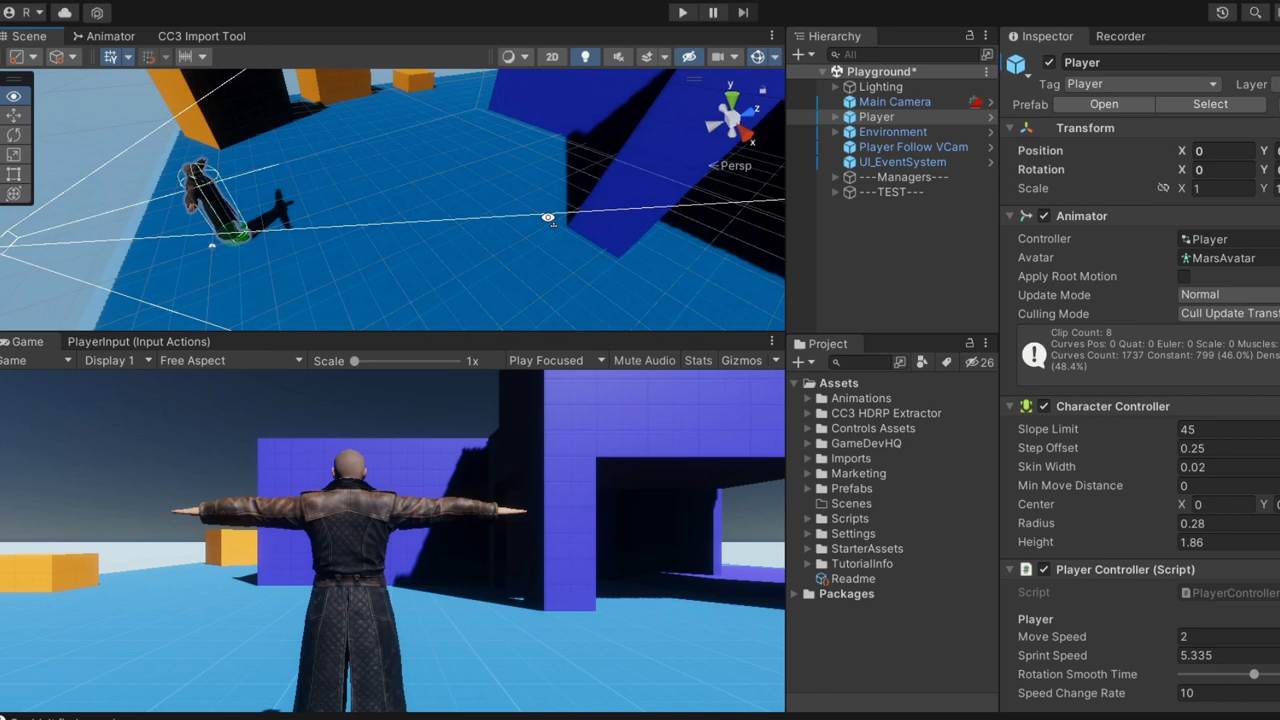 R
Scene
Animator
CC3 Import Tool
2D
y
z
x
Persp
Game
PlayerInput (Input Actions)
Game
Display 1
Free Aspect
Scale
1x
Play Focused
Mute Audio
Stats
Gizmos
Hierarchy
All
Playground*
Lighting
Main Camera
Player
Environment
Player Follow VCam
UI_EventSystem
---Managers---
---TEST---
Project
26
Assets
Animations
CC3 HDRP Extractor
Controls Assets
GameDevHQ
Imports
Marketing
Prefabs
Scenes
Scripts
Settings
StarterAssets
TutorialInfo
Readme
Packages
Inspector
Recorder
Player
Tag Player Layer
Prefab Open Select
Transform
Position X 0 Y
Rotation X 0 Y
Scale X 1 Y
Animator
Controller Player
Avatar MarsAvatar
Apply Root Motion
Update Mode Normal
Culling Mode Cull Update Transf
Clip Count: 8
Curves Pos: 0 Quat: 0 Euler: 0 Scale: 0 Muscles:
Curves Count: 1737 Constant: 799 (46.0%) Dense:
(48.4%)
Character Controller
Slope Limit 45
Step Offset 0.25
Skin Width 0.02
Min Move Distance 0
Center X 0 Y
Radius 0.28
Height 1.86
Player Controller (Script)
Script PlayerController
Player
Move Speed 2
Sprint Speed 5.335
Rotation Smooth Time
Speed Change Rate 10